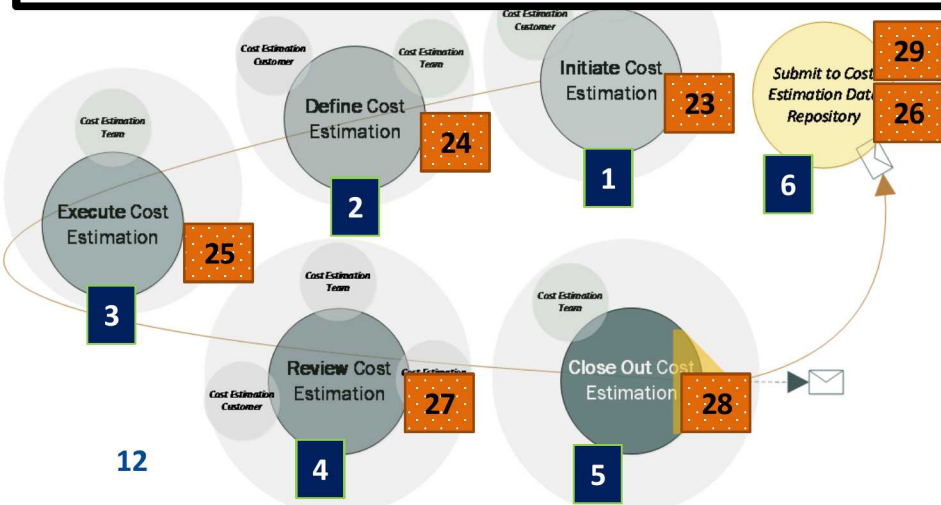 Cost Estimation
Customer
Initiate Cost
Estimation
23
1
Cost Estimation
Customer
Cost Estimation
Team
Define Cost
Estimation
24
2
Cost Estimation
Team
Execute Cost
Estimation
25
3
Cost Estimation
Team
Cost Estimation
Customer
Cost Estimation
Review Cost
Estimation
27
4
Cost Estimation
Team
Close Out Cost
Estimation
28
5
Submit to Cost
Estimation Data
Repository
29
26
6
12